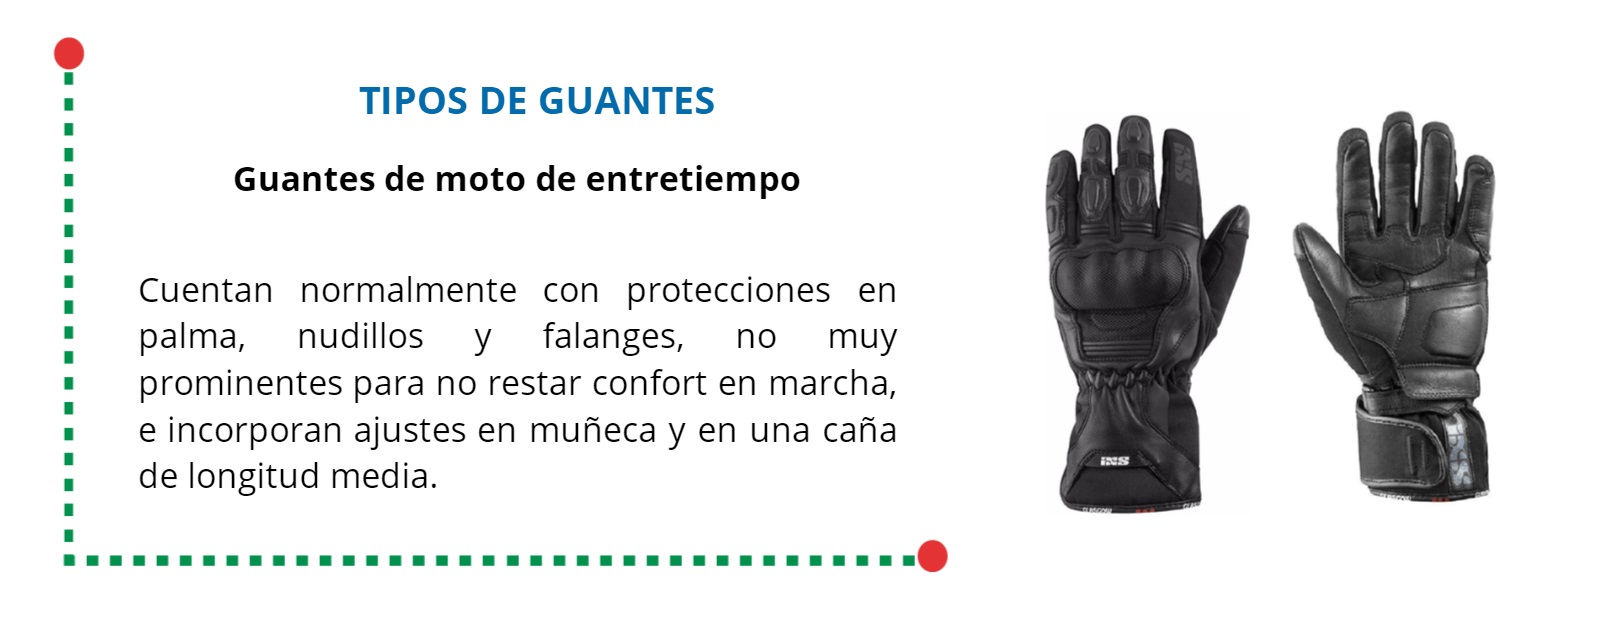 TIPOS DE GUANTES
Guantes de moto de entretiempo
Cuentan normalmente con protecciones en
palma, nudillos y falanges, no muy
prominentes para no restar confort en marcha,
e incorporan ajustes en muñeca y en una caña
de longitud media.